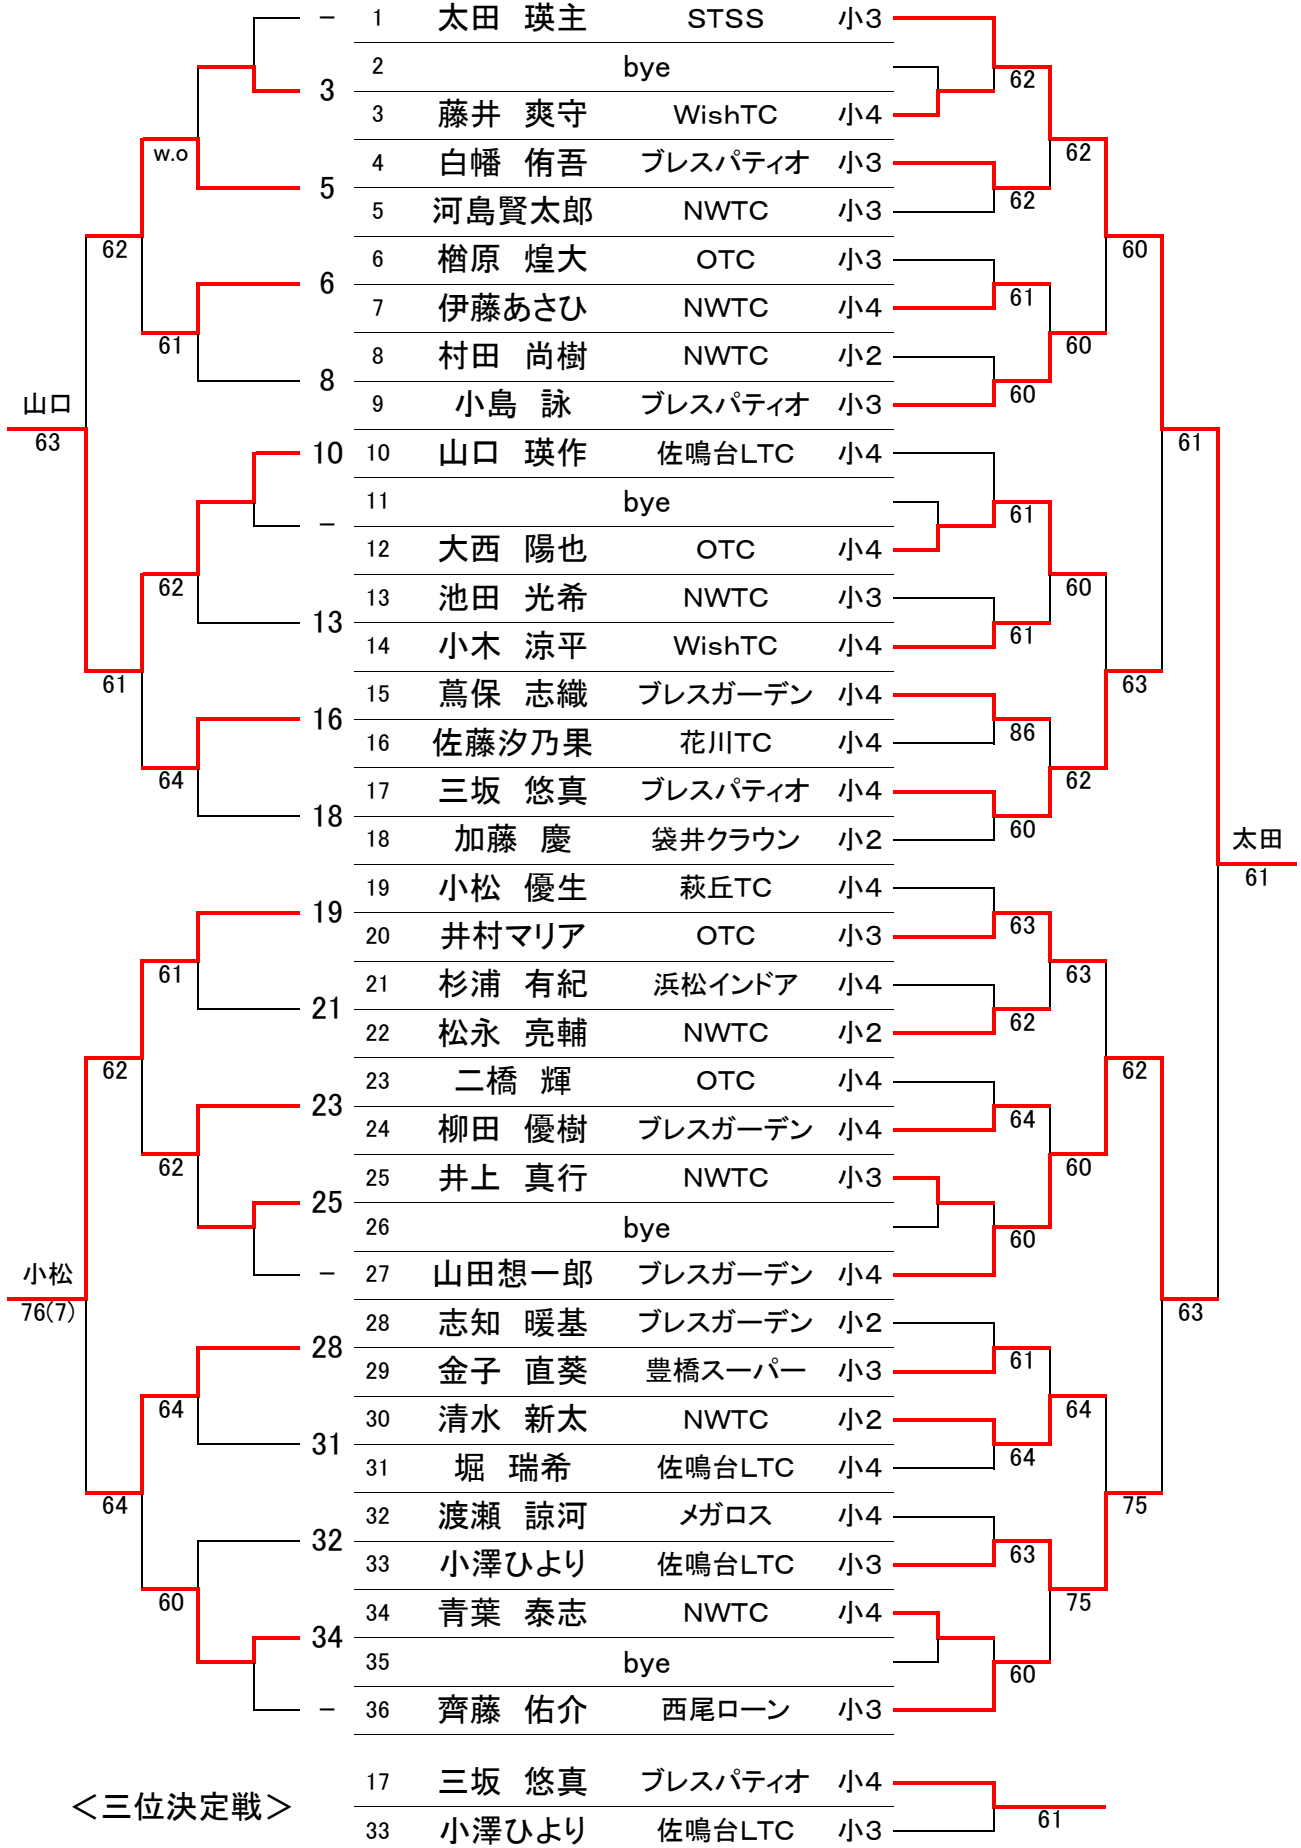 – 1 太田 瑛主 STSS 小3
2 bye
3 62
3 藤井 爽守 WishTC 小4
w.o 62
4 白幡 侑吾 ブレスパティオ 小3
5 62
5 河島賢太郎 NWTC 小3
62 60
6 楢原 煌大 OTC 小3
6 61
7 伊藤あさひ NWTC 小4
61 60
8 村田 尚樹 NWTC 小2
8 60
山口 9 小島 詠 ブレスパティオ 小3
63 61
10 10 山口 瑛作 佐鳴台LTC 小4
11 bye
– 61
12 大西 陽也 OTC 小4
62 60
13 池田 光希 NWTC 小3
13 61
14 小木 涼平 WishTC 小4
61 63
15 蔦保 志織 ブレスガーデン 小4
16 86
16 佐藤汐乃果 花川TC 小4
64 62
17 三坂 悠真 ブレスパティオ 小4
18 60
18 加藤 慶 袋井クラウン 小2
太田
61
19 小松 優生 萩丘TC 小4
19 63
20 井村マリア OTC 小3
61 63
21 杉浦 有紀 浜松インドア 小4
21 62
22 松永 亮輔 NWTC 小2
62 62
23 二橋 輝 OTC 小4
23 64
24 柳田 優樹 ブレスガーデン 小4
62 60
25 井上 真行 NWTC 小3
25
26 bye
60
小松 – 27 山田想一郎 ブレスガーデン 小4
76(7) 63
28 志知 暖基 ブレスガーデン 小2
28 61
29 金子 直葵 豊橋スーパー 小3
64 64
30 清水 新太 NWTC 小2
31 64
31 堀 瑞希 佐鳴台LTC 小4
64 75
32 渡瀬 諒河 メガロス 小4
32 63
33 小澤ひより 佐鳴台LTC 小3
60 75
34 青葉 泰志 NWTC 小4
34
35 bye
60
– 36 齊藤 佑介 西尾ローン 小3
＜三位決定戦＞
17 三坂 悠真 ブレスパティオ 小4
61
33 小澤ひより 佐鳴台LTC 小3